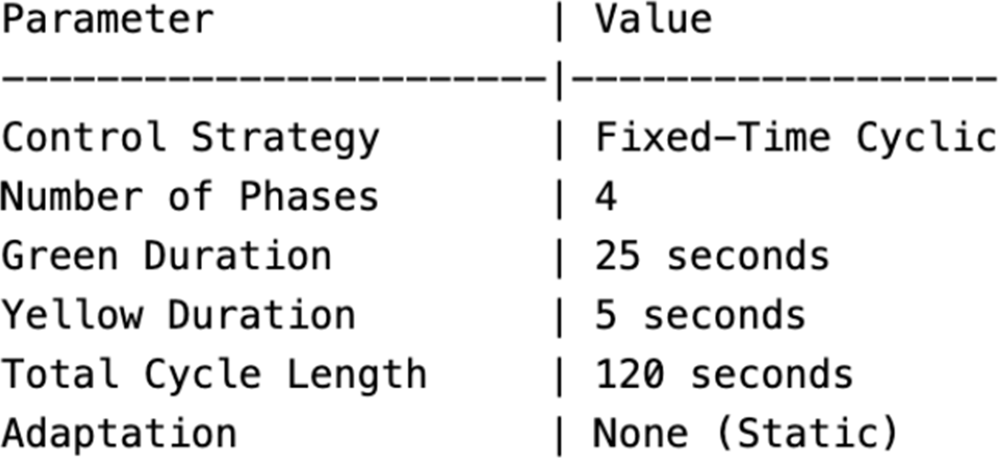 Parameter | Value
-----------------------|------------------
Control Strategy | Fixed-Time Cyclic
Number of Phases | 4
Green Duration | 25 seconds
Yellow Duration | 5 seconds
Total Cycle Length | 120 seconds
Adaptation | None (Static)